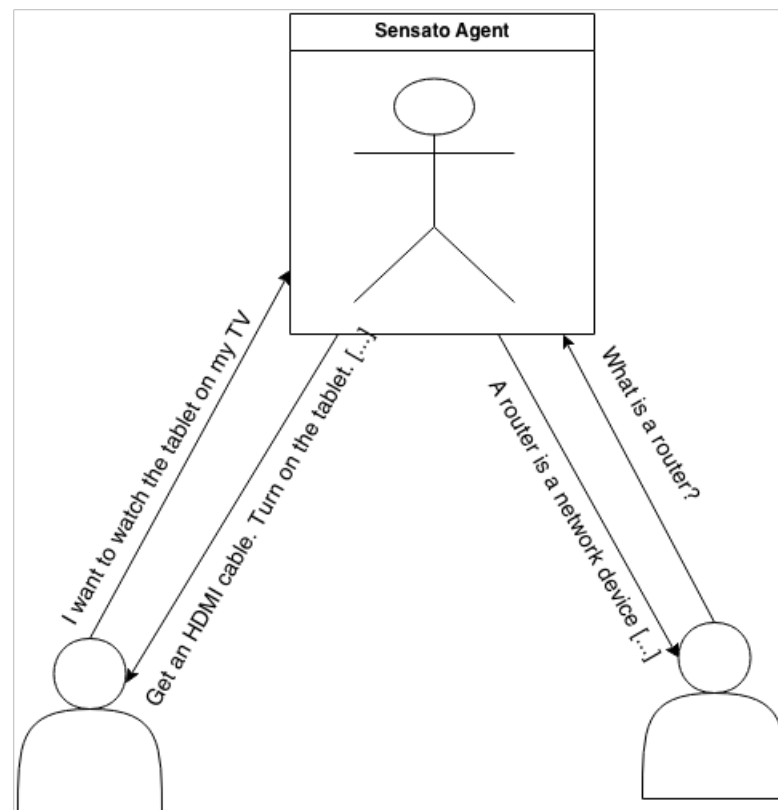 Sensato Agent
I want to watch the tablet on my TV
Get an HDMI cable. Turn on the tablet. [...]
A router is a network device [...]
What is a router?